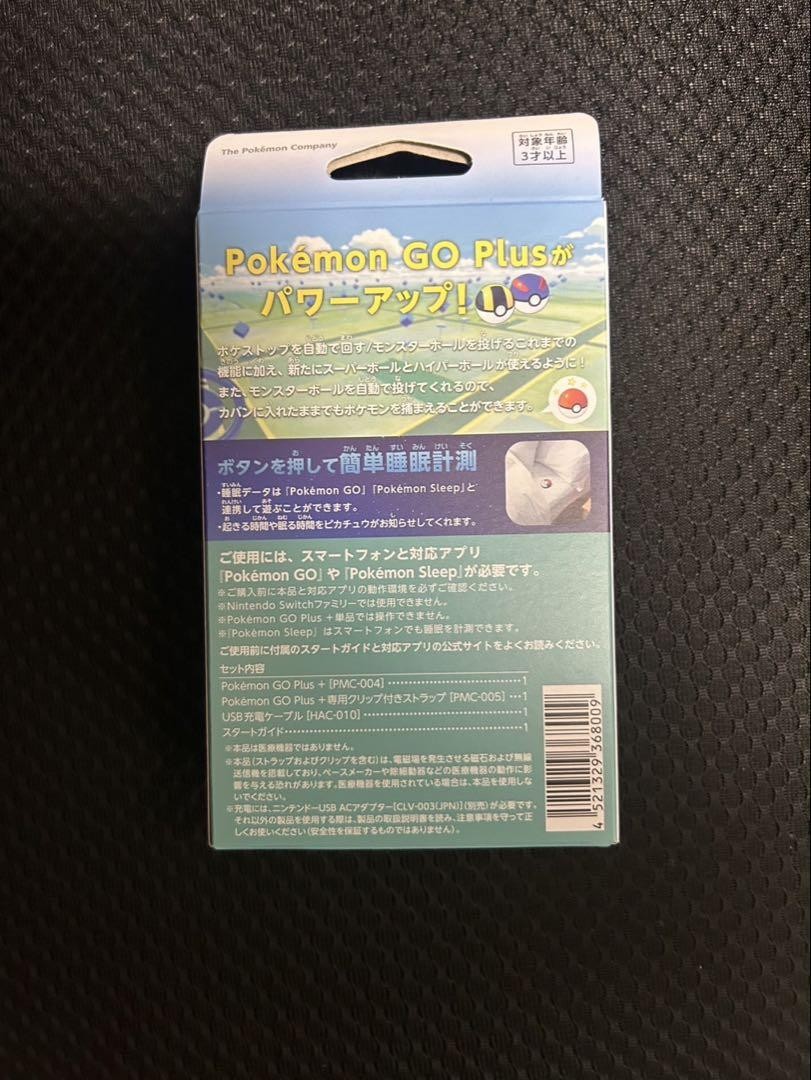 The Pokémon Company
対象年齢
3才以上
Pokémon GO Plusが
パワーアップ!
ポケストップを自動で回す/モンスターボールを投げるこれまでの
機能に加え、新たにスーパーボールとハイパーボールが使えるように!
また、モンスターボールを自動で投げてくれるので、
カバンに入れたままでもポケモンを捕まえることができます。
ボタンを押して簡単睡眠計測
・睡眠データは『Pokémon GO』『Pokémon Sleep』と
連携して遊ぶことができます。
・起きる時間や眠る時間をピカチュウがお知らせしてくれます。
ご使用には、スマートフォンと対応アプリ
『Pokémon GO』や『Pokémon Sleep』が必要です。
※ご購入前に本品と対応アプリの動作環境を必ずご確認ください。
※Nintendo Switchファミリーでは使用できません。
※Pokémon GO Plus +単品では操作できません。
※『Pokémon Sleep』はスマートフォンでも睡眠を計測できます。
ご使用前に付属のスタートガイドと対応アプリの公式サイトをよくお読みください。
セット内容
Pokémon GO Plus + [PMC-004] ……………………………1
Pokémon GO Plus +専用クリップ付きストラップ [PMC-005] …1
USB充電ケーブル [HAC-010]……………………………1
スタートガイド……………………………………………1
※本品は医療機器ではありません。
※本品(ストラップおよびクリップを含む)は、電磁場を発生させる磁石および無線
送信機を搭載しており、ペースメーカーや除細動器などの医療機器の動作に影
響を与える恐れがあります。医療機器を使用されている場合は、本品を使用しな
いでください。
※充電には、ニンテンドーUSB ACアダプター[CLV-003(JPN)](別売)が必要です。
それ以外の製品を使用する際は、製品の取扱説明書を読み、注意事項を守って正
しくお使いください(安全性を保証するものではありません)。
4 521329 368009